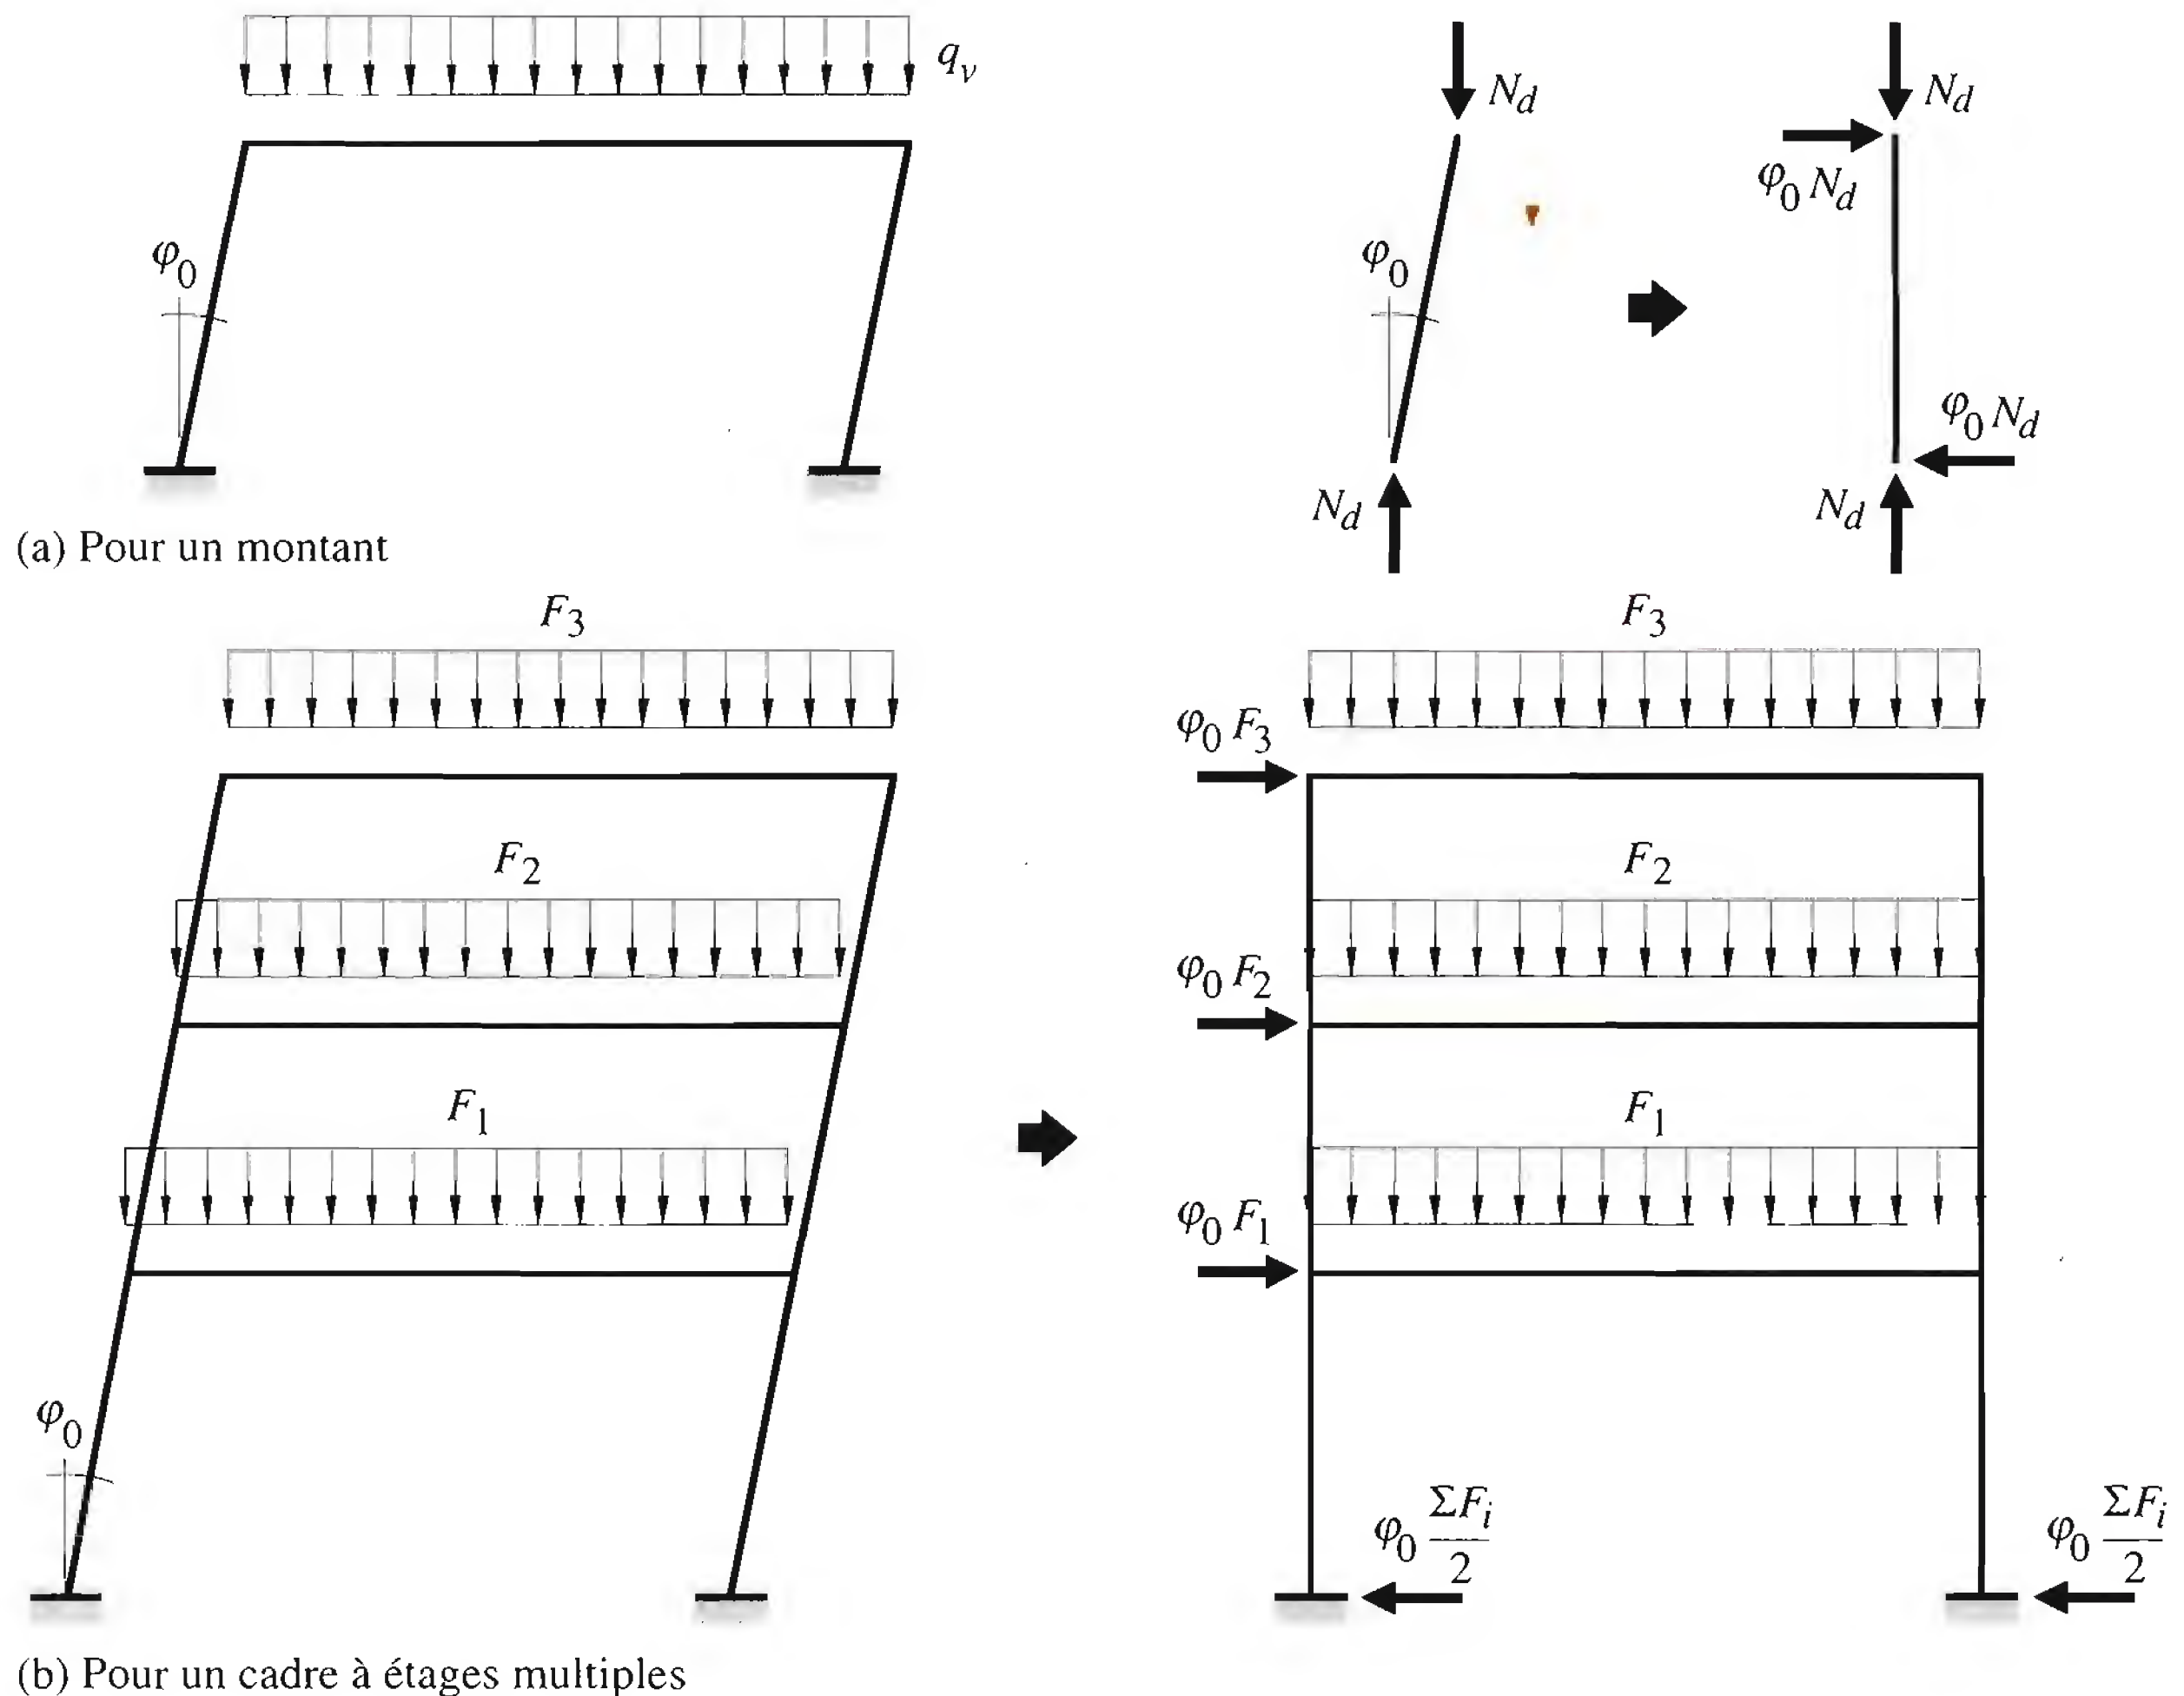 q_v
φ_0
N_d
φ_0
N_d
N_d
φ_0 N_d
φ_0 N_d
N_d
(a) Pour un montant
F_3
F_2
F_1
φ_0
F_3
φ_0 F_3
F_2
φ_0 F_2
F_1
φ_0 F_1
φ_0 ΣF_i/2
φ_0 ΣF_i/2
(b) Pour un cadre à étages multiples